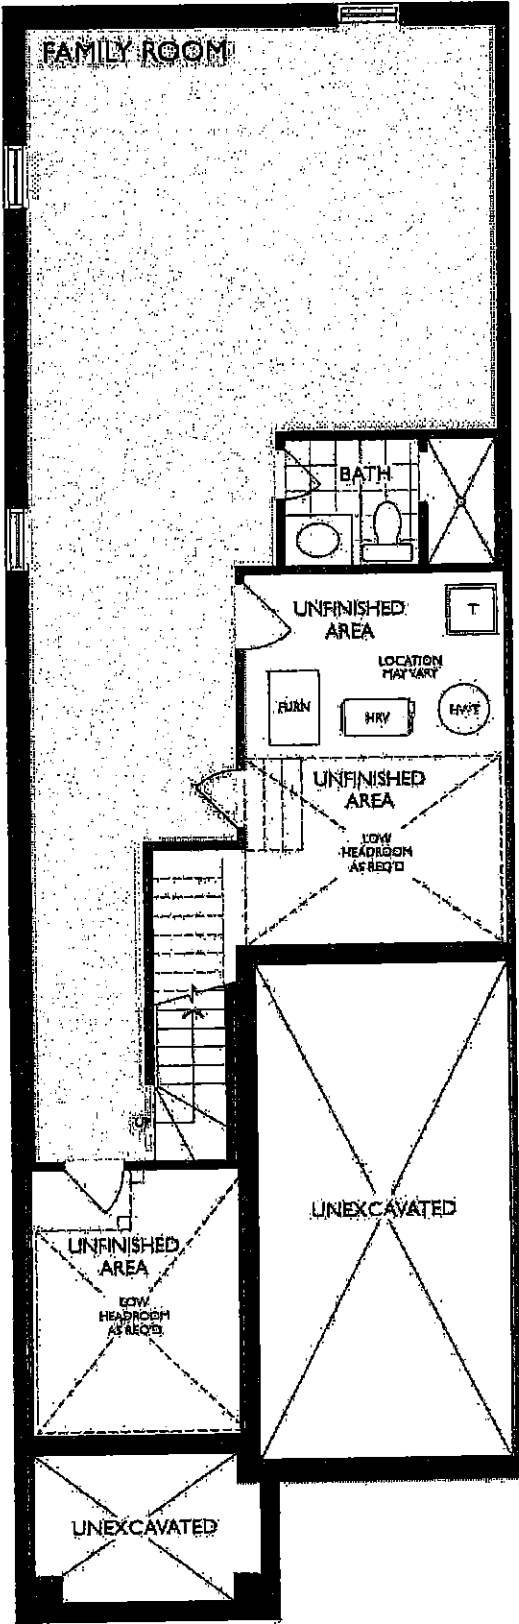 FAMILY ROOM
BATH
UNFINISHED
AREA
T
LOCATION
MAY VARY
FURN
HRV
HWT
UNFINISHED
AREA
LOW
HEADROOM
AS REQ'D
UNEXCAVATED
UNFINISHED
AREA
LOW
HEADROOM
AS REQ'D
UNEXCAVATED